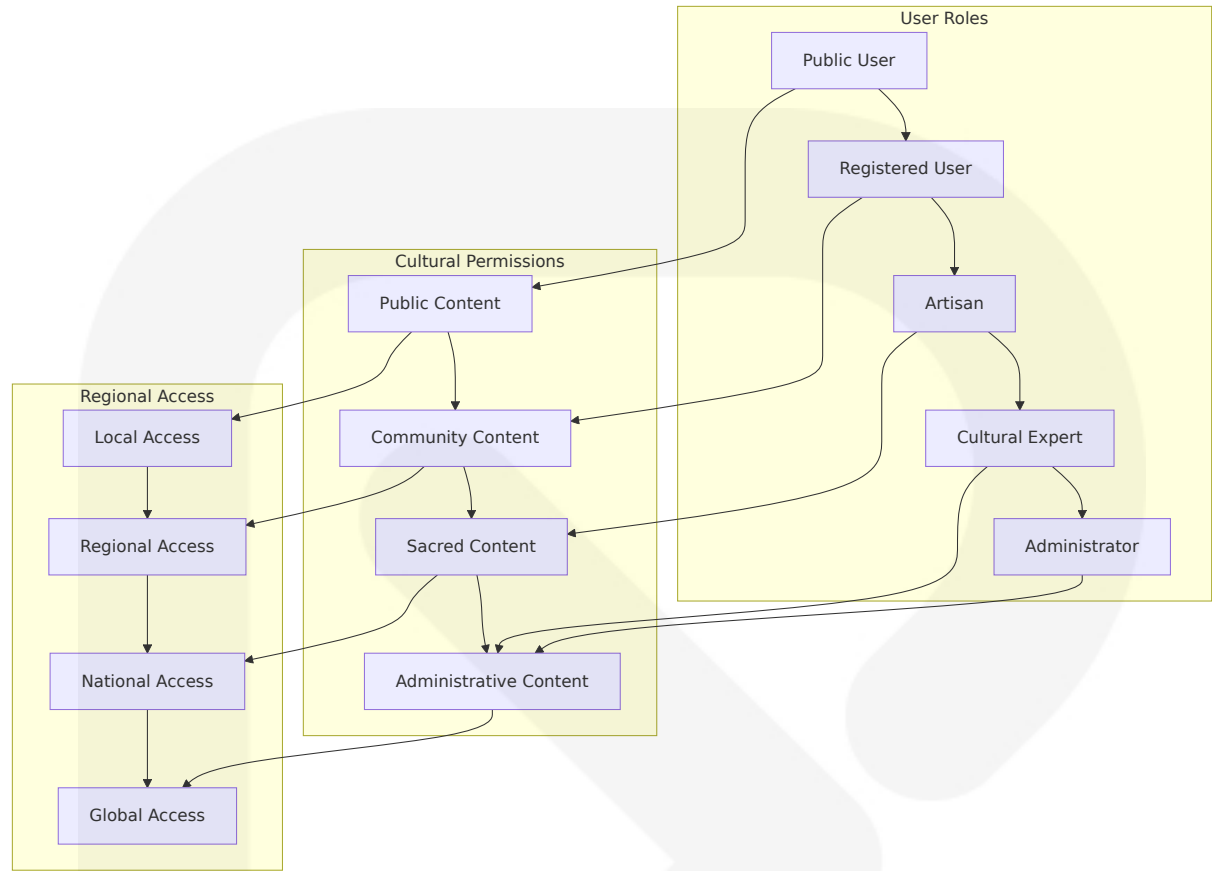 User Roles
Public User
Registered User
Artisan
Cultural Expert
Administrator
Cultural Permissions
Public Content
Community Content
Sacred Content
Administrative Content
Regional Access
Local Access
Regional Access
National Access
Global Access